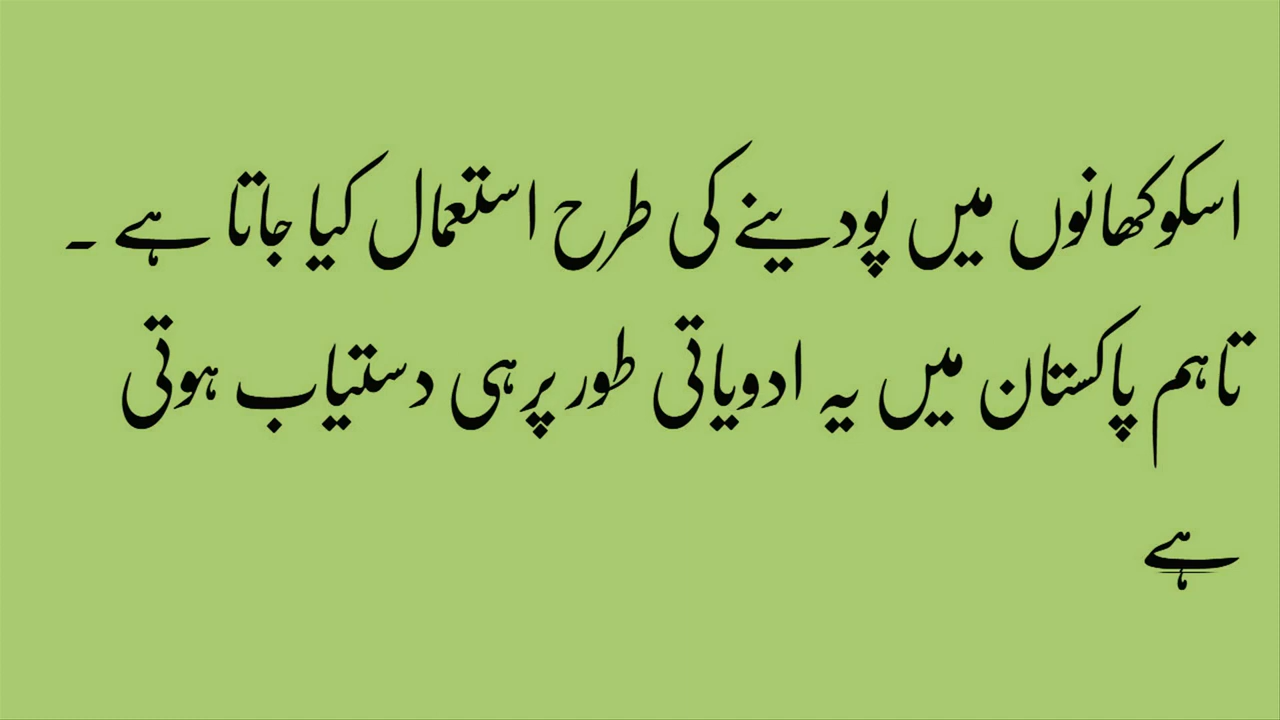 اسکو کھانوں میں پودینے کی طرح استعمال کیا جاتا ہے ۔
تاہم پاکستان میں یہ ادویاتی طور پر ہی دستیاب ہوتی
ہے